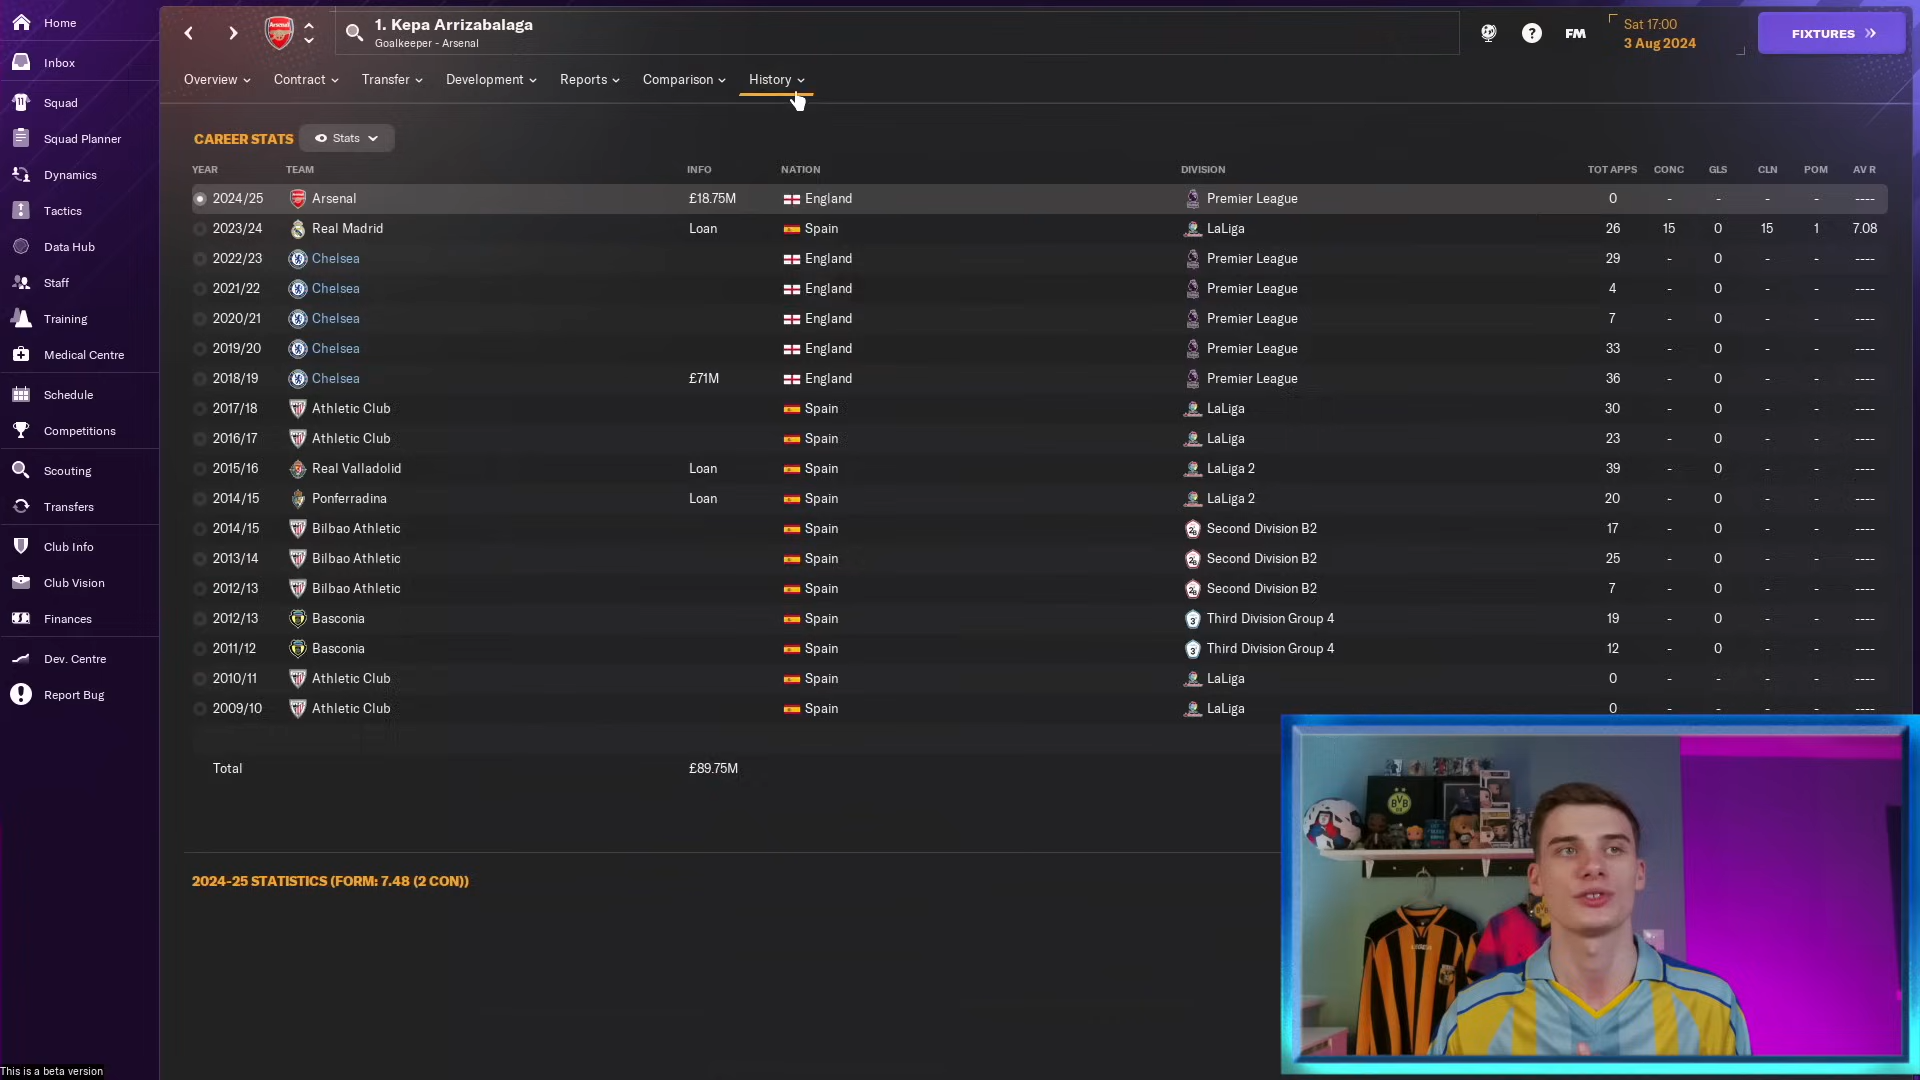 Home
Inbox
Squad
Squad Planner
Dynamics
Tactics
Data Hub
Staff
Training
Medical Centre
Schedule
Competitions
Scouting
Transfers
Club Info
Club Vision
Finances
Dev. Centre
Report Bug
This is a beta version
1. Kepa Arrizabalaga
Goalkeeper - Arsenal
FM
Sat 17:00
3 Aug 2024
FIXTURES
Overview Contract Transfer Development Reports Comparison History
CAREER STATS Stats
YEAR TEAM INFO NATION DIVISION TOT APPS CONC GLS CLN POM AV R
2024/25 Arsenal £18.75M England Premier League 0 - - - - ----
2023/24 Real Madrid Loan Spain LaLiga 26 15 0 15 1 7.08
2022/23 Chelsea England Premier League 29 - 0 - - ----
2021/22 Chelsea England Premier League 4 - 0 - - ----
2020/21 Chelsea England Premier League 7 - 0 - - ----
2019/20 Chelsea England Premier League 33 - 0 - - ----
2018/19 Chelsea £71M England Premier League 36 - 0 - - ----
2017/18 Athletic Club Spain LaLiga 30 - 0 - - ----
2016/17 Athletic Club Spain LaLiga 23 - 0 - - ----
2015/16 Real Valladolid Loan Spain LaLiga 2 39 - 0 - - ----
2014/15 Ponferradina Loan Spain LaLiga 2 20 - 0 - - ----
2014/15 Bilbao Athletic Spain Second Division B2 17 - 0 - - ----
2013/14 Bilbao Athletic Spain Second Division B2 25 - 0 - - ----
2012/13 Bilbao Athletic Spain Second Division B2 7 - 0 - - ----
2012/13 Basconia Spain Third Division Group 4 19 - 0 - - ----
2011/12 Basconia Spain Third Division Group 4 12 - 0 - - ----
2010/11 Athletic Club Spain LaLiga 0 - - - - ----
2009/10 Athletic Club Spain LaLiga 0 - - - - ----
Total £89.75M
2024-25 STATISTICS (FORM: 7.48 (2 CON))
BVB